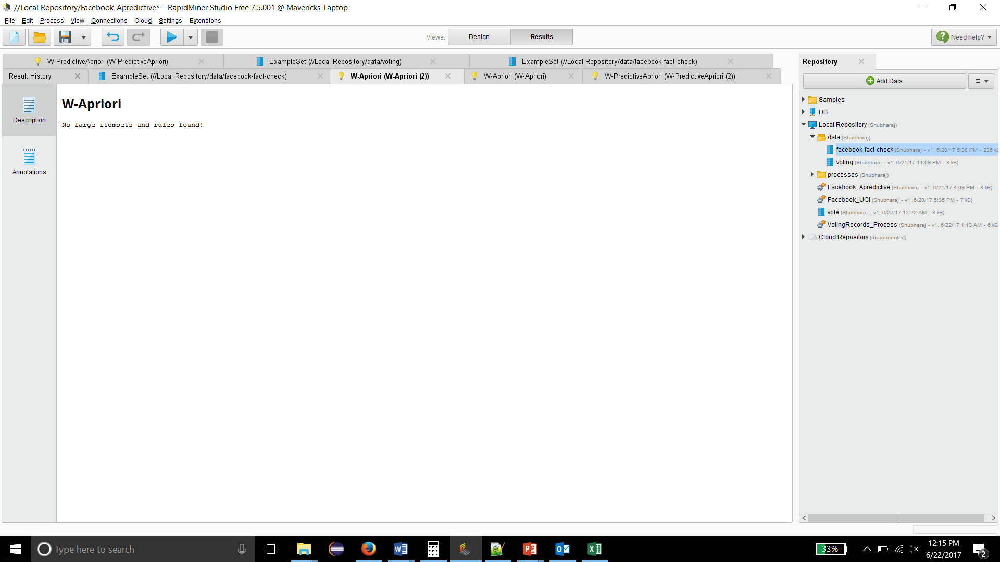 //Local Repository/Facebook_Apredictive* – RapidMiner Studio Free 7.5.001 @ Mavericks-Laptop
File Edit Process View Connections Cloud Settings Extensions
Views: Design Results Need help?
W-PredictiveApriori (W-PredictiveApriori) ExampleSet (//Local Repository/data/voting) ExampleSet (//Local Repository/data/facebook-fact-check)
Result History ExampleSet (//Local Repository/data/facebook-fact-check) W-Apriori (W-Apriori (2)) W-Apriori (W-Apriori) W-PredictiveApriori (W-PredictiveApriori (2))
Description
Annotations
W-Apriori
No large itemsets and rules found!
Repository
Add Data
Samples
DB
Local Repository (Shubharaj)
data (Shubharaj)
facebook-fact-check (Shubharaj - v1, 6/20/17 5:38 PM - 236 kB
voting (Shubharaj - v1, 6/21/17 11:09 PM - 8 kB)
processes (Shubharaj)
Facebook_Apredictive (Shubharaj - v1, 6/21/17 4:09 PM - 8 kB)
Facebook_UCI (Shubharaj - v1, 6/20/17 5:35 PM - 7 kB)
vote (Shubharaj - v1, 6/22/17 12:22 AM - 8 kB)
VotingRecords_Process (Shubharaj - v1, 6/22/17 1:13 AM - 6 kB
Cloud Repository (disconnected)
Type here to search
33%
12:15 PM
6/22/2017
2